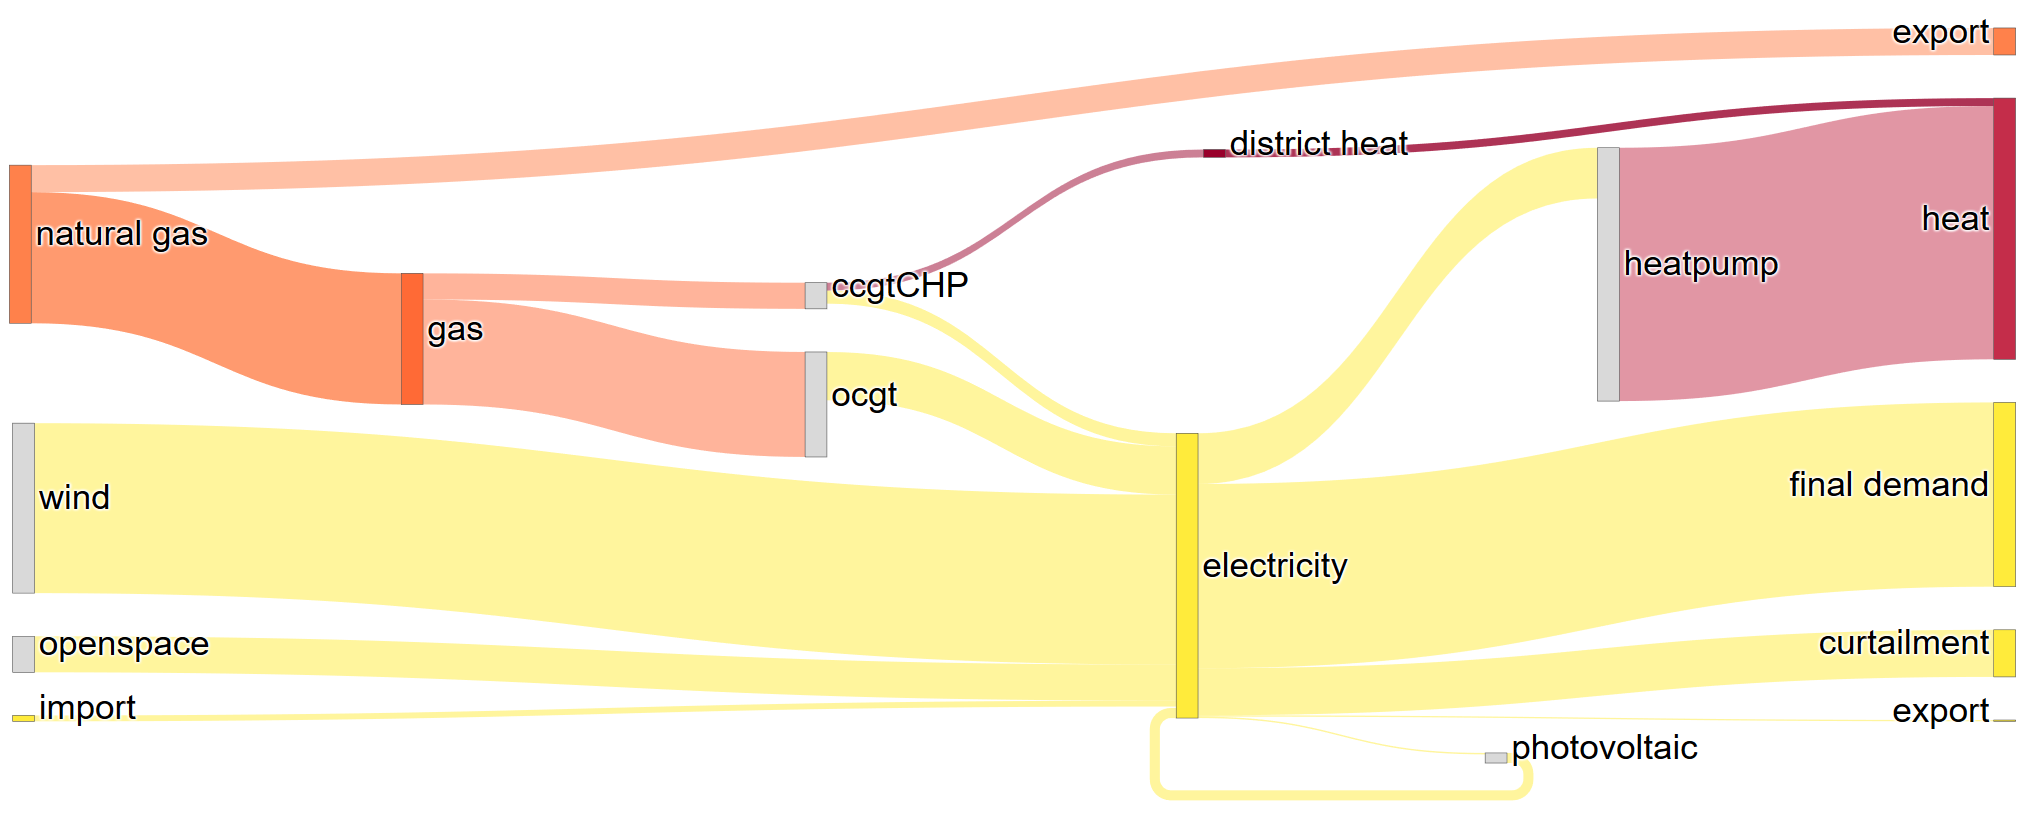 export
district heat
natural gas
heat
heatpump
ccgtCHP
gas
ocgt
final demand
wind
electricity
openspace
curtailment
import
export
photovoltaic